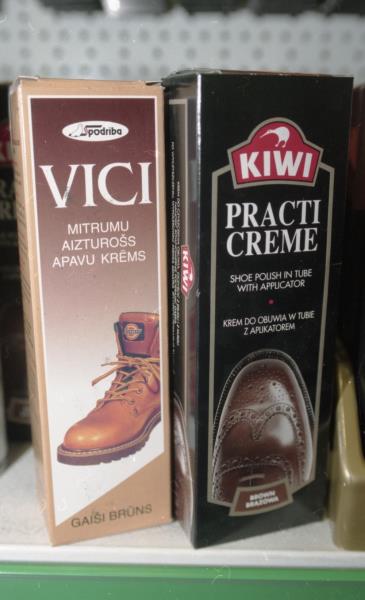 Spodriba
VICI
MITRUMU
AIZTUROŠS
APAVU KRĒMS
GAIŠI BRŪNS
KIWI
PRACTI
CREME
SHOE POLISH IN TUBE
WITH APPLICATOR
KREM DO OBUWIA W TUBIE
Z APLIKATOREM
BROWN
BRĄZOWA
KIWI